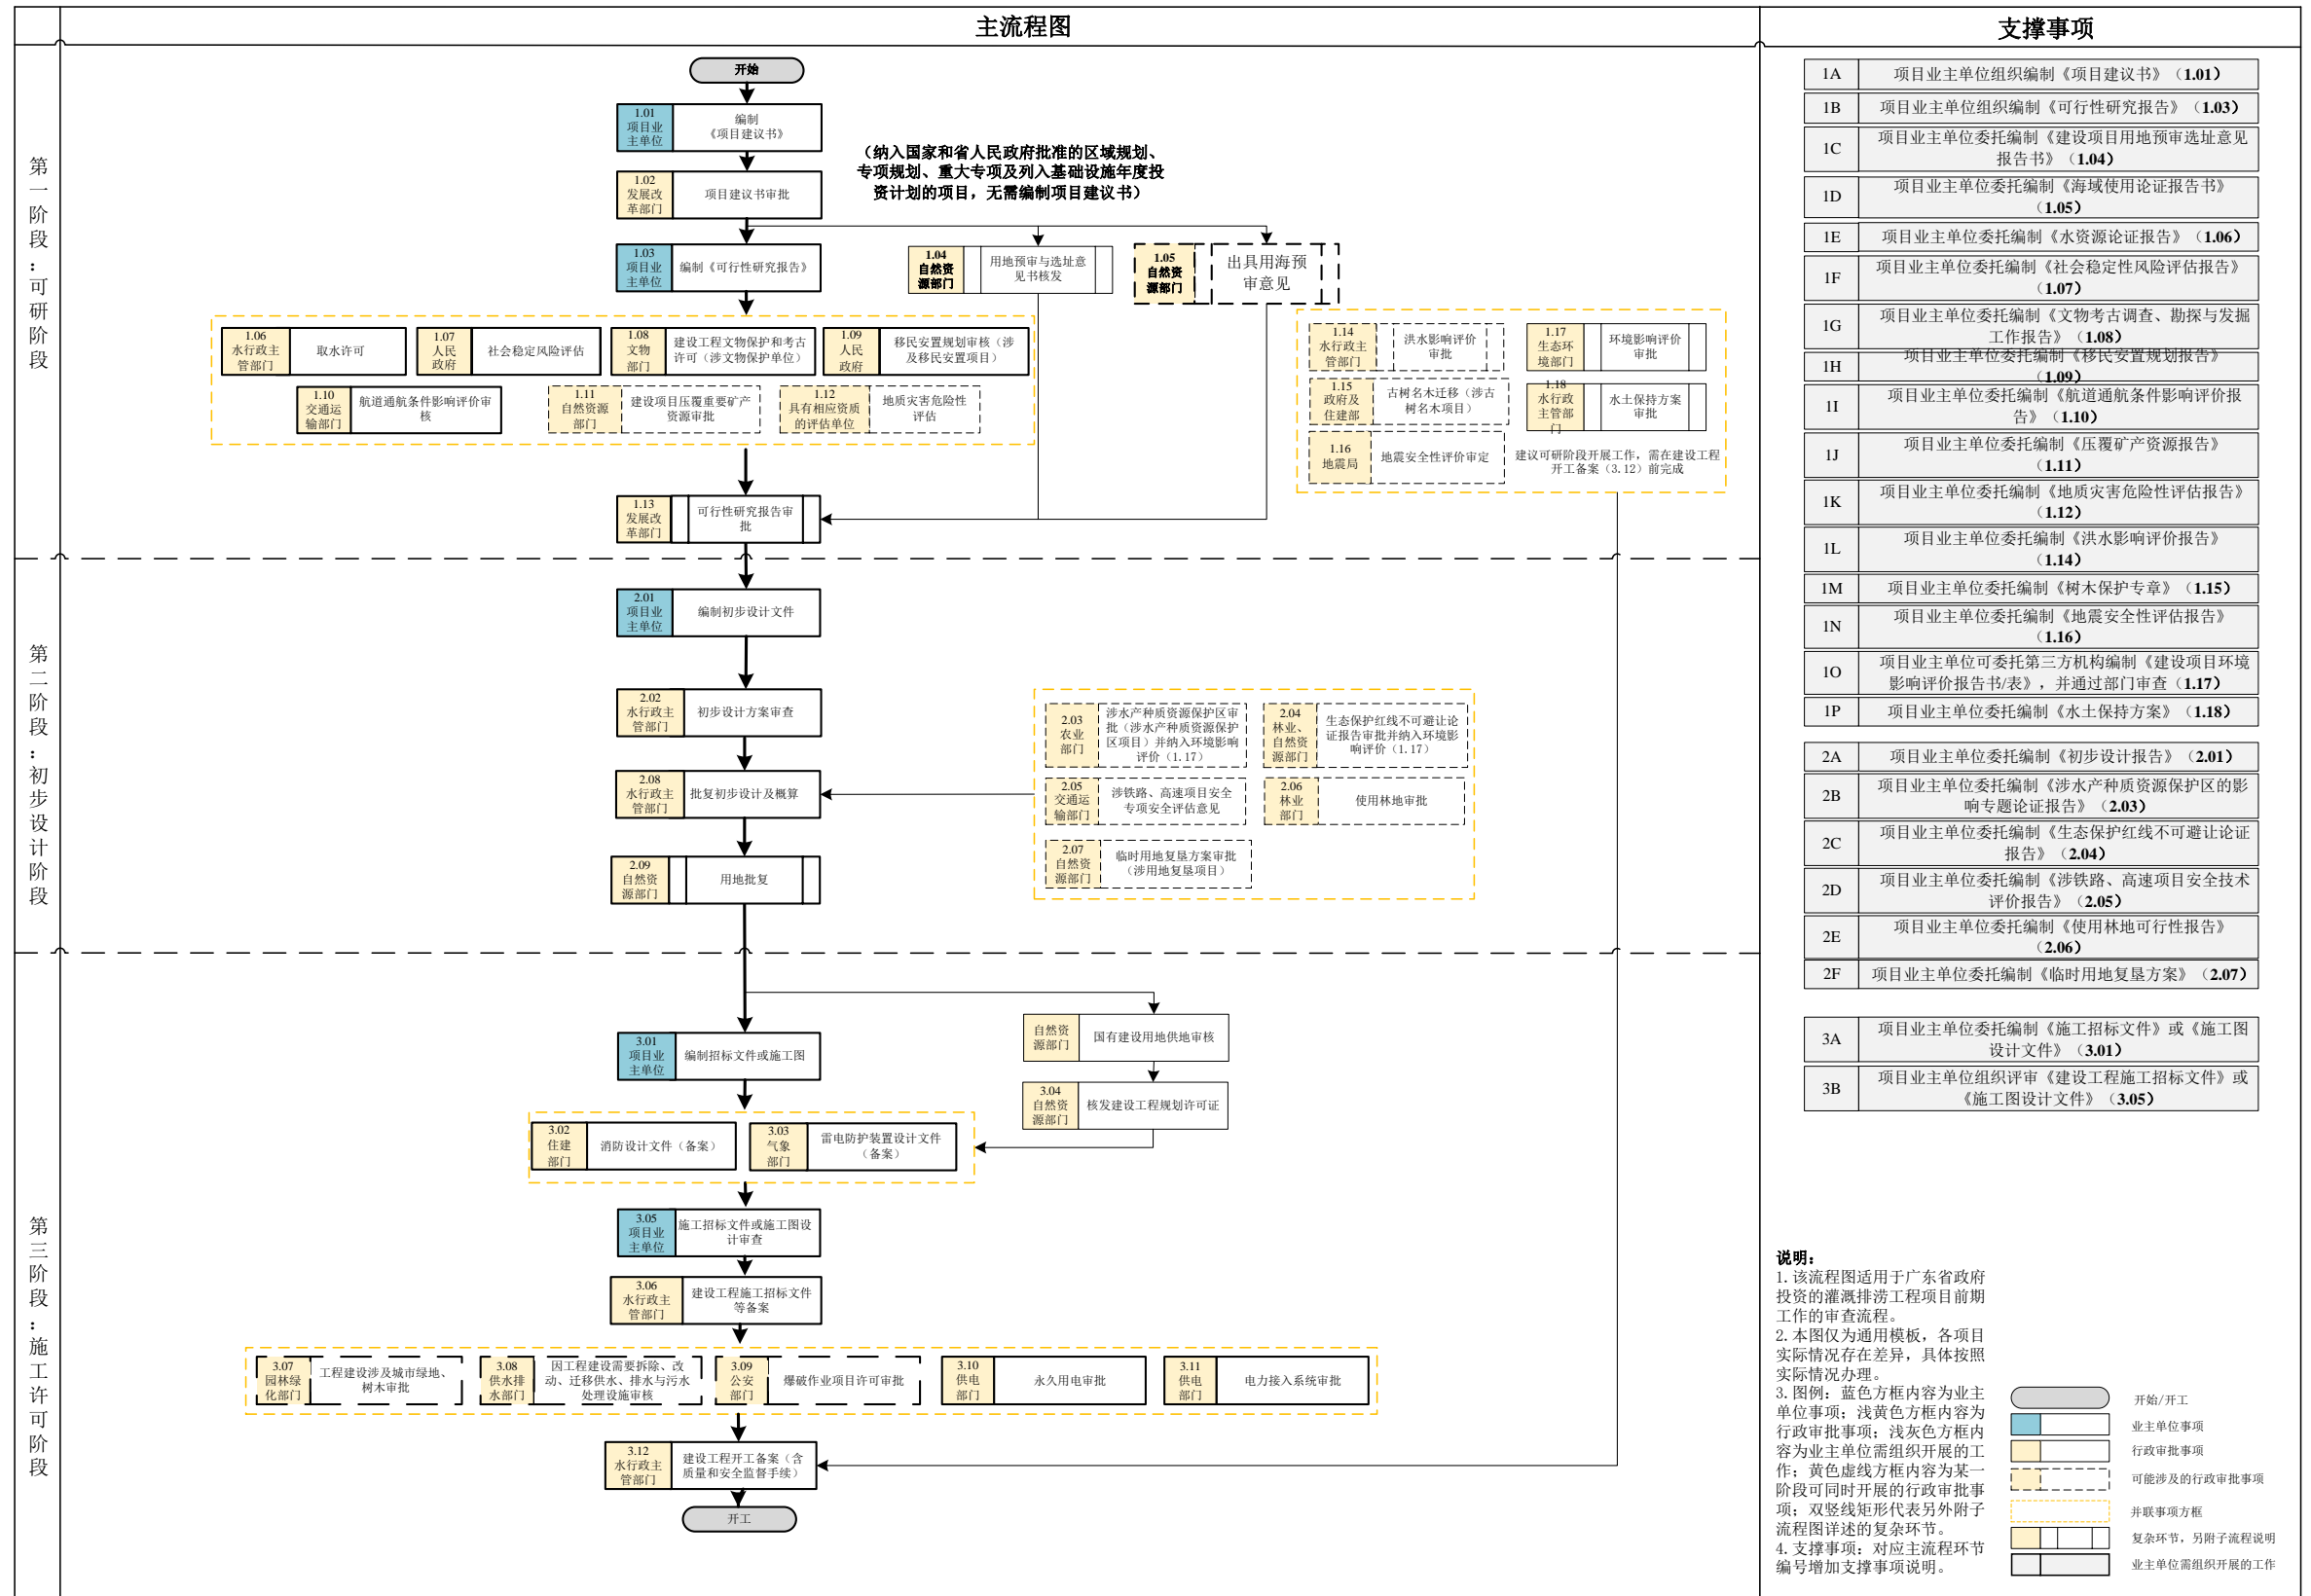 主流程图
支撑事项
第一阶段：可研阶段
开始
1.01
项目业
主单位
编制
《项目建议书》
（纳入国家和省人民政府批准的区域规划、
专项规划、重大专项及列入基础设施年度投
资计划的项目，无需编制项目建议书）
1.02
发展改
革部门
项目建议书审批
1.03
项目业
主单位
编制《可行性研究报告》
1.04
自然资
源部门
用地预审与选址意
见书核发
1.05
自然资
源部门
出具用海预
审意见
1.06
水行政主
管部门
取水许可
1.07
人民
政府
社会稳定风险评估
1.08
文物
部门
建设工程文物保护和考古
许可（涉文物保护单位）
1.09
人民
政府
移民安置规划审核（涉
及移民安置项目）
1.10
交通运
输部门
航道通航条件影响评价审
核
1.11
自然资源
部门
建设项目压覆重要矿产
资源审批
1.12
具有相应资质
的评估单位
地质灾害危险性
评估
1.14
水行政主
管部门
洪水影响评价
审批
1.17
生态环
境部门
环境影响评价
审批
1.15
政府及
住建部
古树名木迁移（涉古
树名木项目）
1.18
水行政
主管部
门
水土保持方案
审批
1.16
地震局
地震安全性评价审定
建议可研阶段开展工作，需在建设工程
开工备案（3.12）前完成
1.13
发展改
革部门
可行性研究报告审
批
第二阶段：初步设计阶段
2.01
项目业
主单位
编制初步设计文件
2.02
水行政主
管部门
初步设计方案审查
2.03
农业
部门
涉水产种质资源保护区审
批（涉水产种质资源保护
区项目）并纳入环境影响
评价（1.17）
2.04
林业、
自然资
源部门
生态保护红线不可避让论
证报告审批并纳入环境影
响评价（1.17）
2.08
水行政主
管部门
批复初步设计及概算
2.05
交通运
输部门
涉铁路、高速项目安全
专项安全评估意见
2.06
林业
部门
使用林地审批
2.07
自然资
源部门
临时用地复垦方案审批
（涉用地复垦项目）
2.09
自然资
源部门
用地批复
第三阶段：施工许可阶段
自然资
源部门
国有建设用地供地审核
3.01
项目业
主单位
编制招标文件或施工图
3.04
自然资
源部门
核发建设工程规划许可证
3.02
住建
部门
消防设计文件（备案）
3.03
气象
部门
雷电防护装置设计文件
（备案）
3.05
项目业
主单位
施工招标文件或施工图设
计审查
3.06
水行政主
管部门
建设工程施工招标文件
等备案
3.07
园林绿
化部门
工程建设涉及城市绿地、
树木审批
3.08
供水排
水部门
因工程建设需要拆除、改
动、迁移供水、排水与污水
处理设施审核
3.09
公安
部门
爆破作业项目许可审批
3.10
供电
部门
永久用电审批
3.11
供电
部门
电力接入系统审批
3.12
水行政主
管部门
建设工程开工备案（含
质量和安全监督手续）
开工
1A
项目业主单位组织编制《项目建议书》（1.01）
1B
项目业主单位组织编制《可行性研究报告》（1.03）
1C
项目业主单位委托编制《建设项目用地预审选址意见
报告书》（1.04）
1D
项目业主单位委托编制《海域使用论证报告书》
（1.05）
1E
项目业主单位委托编制《水资源论证报告》（1.06）
1F
项目业主单位委托编制《社会稳定性风险评估报告》
（1.07）
1G
项目业主单位委托编制《文物考古调查、勘探与发掘
工作报告》（1.08）
1H
项目业主单位委托编制《移民安置规划报告》
（1.09）
1I
项目业主单位委托编制《航道通航条件影响评价报
告》（1.10）
1J
项目业主单位委托编制《压覆矿产资源报告》
（1.11）
1K
项目业主单位委托编制《地质灾害危险性评估报告》
（1.12）
1L
项目业主单位委托编制《洪水影响评价报告》
（1.14）
1M
项目业主单位委托编制《树木保护专章》（1.15）
1N
项目业主单位委托编制《地震安全性评估报告》
（1.16）
1O
项目业主单位可委托第三方机构编制《建设项目环境
影响评价报告书/表》，并通过部门审查（1.17）
1P
项目业主单位委托编制《水土保持方案》（1.18）
2A
项目业主单位委托编制《初步设计报告》（2.01）
2B
项目业主单位委托编制《涉水产种质资源保护区的影
响专题论证报告》（2.03）
2C
项目业主单位委托编制《生态保护红线不可避让论证
报告》（2.04）
2D
项目业主单位委托编制《涉铁路、高速项目安全技术
评价报告》（2.05）
2E
项目业主单位委托编制《使用林地可行性报告》
（2.06）
2F
项目业主单位委托编制《临时用地复垦方案》（2.07）
3A
项目业主单位委托编制《施工招标文件》或《施工图
设计文件》（3.01）
3B
项目业主单位组织评审《建设工程施工招标文件》或
《施工图设计文件》（3.05）
说明：
1.该流程图适用于广东省政府
投资的灌溉排涝工程项目前期
工作的审查流程。
2.本图仅为通用模板，各项目
实际情况存在差异，具体按照
实际情况办理。
3.图例：蓝色方框内容为业主
单位事项；浅黄色方框内容为
行政审批事项；浅灰色方框内
容为业主单位需组织开展的工
作；黄色虚线方框内容为某一
阶段可同时开展的行政审批事
项；双竖线矩形代表另外附子
流程图详述的复杂环节。
4.支撑事项：对应主流程环节
编号增加支撑事项说明。
开始/开工
业主单位事项
行政审批事项
可能涉及的行政审批事项
并联事项方框
复杂环节，另附子流程说明
业主单位需组织开展的工作